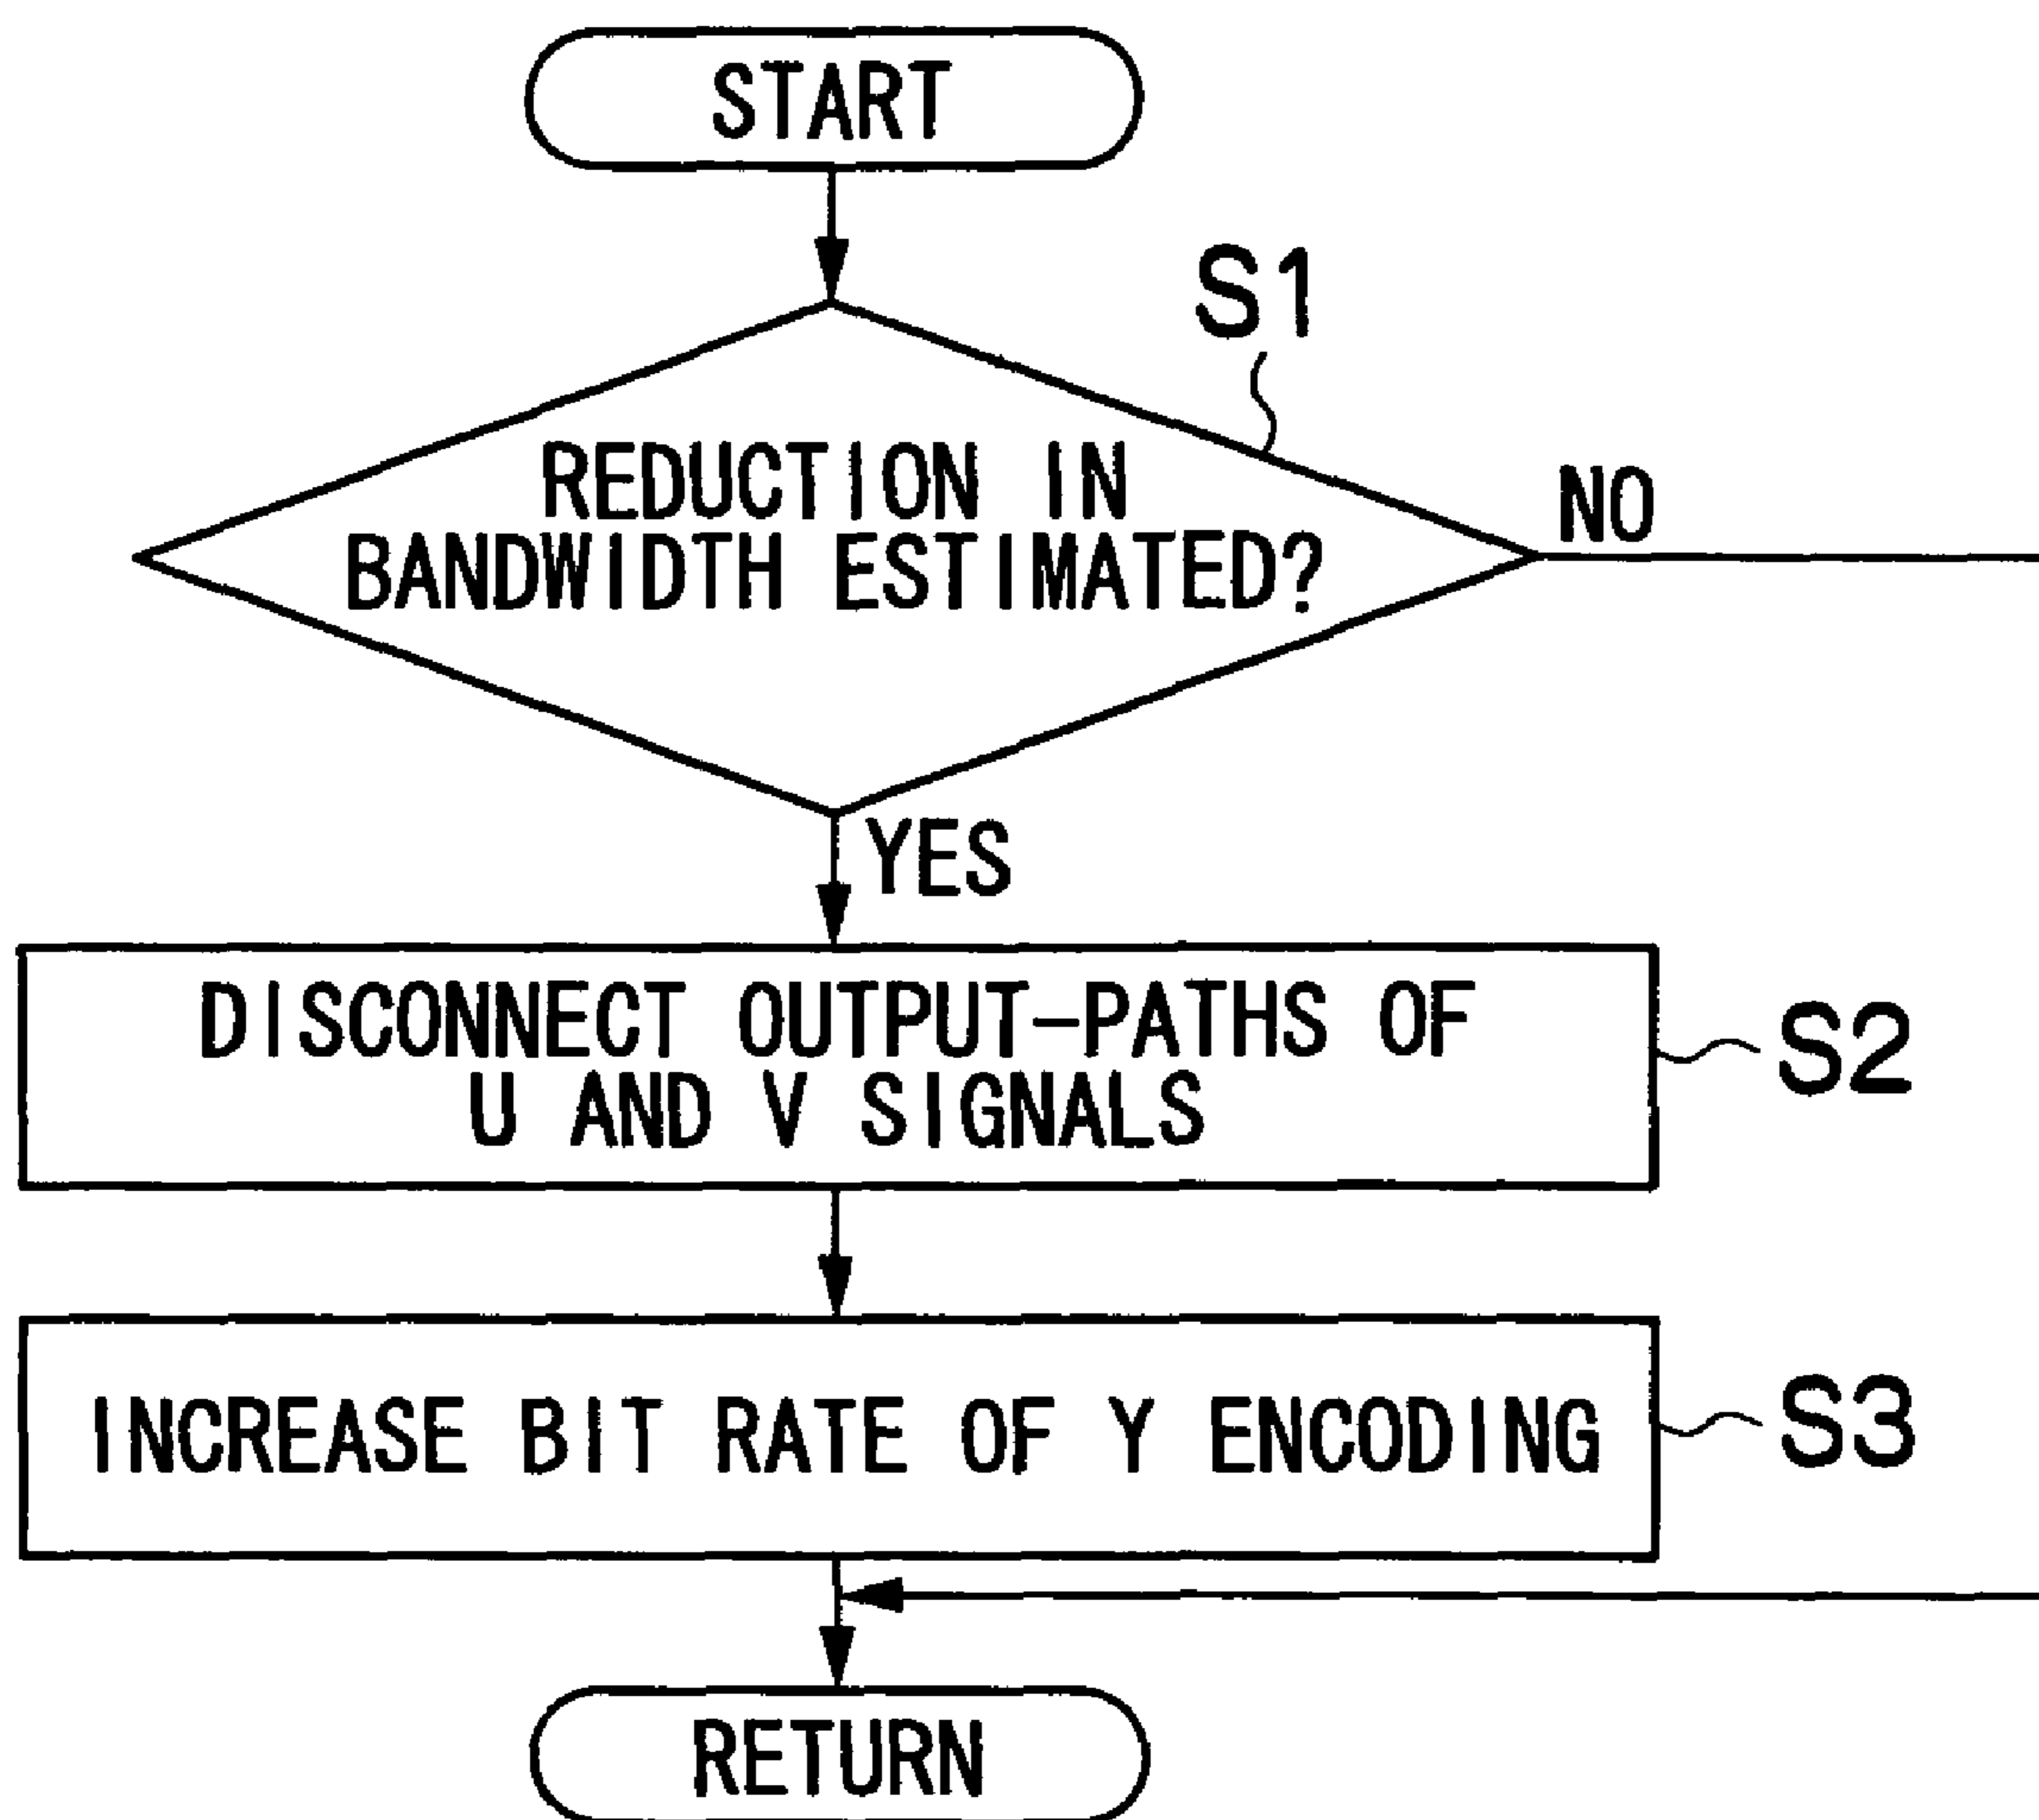 START
S1
REDUCTION IN
BANDWIDTH ESTIMATED?
NO
YES
DISCONNECT OUTPUT-PATHS OF
U AND V SIGNALS
S2
INCREASE BIT RATE OF Y ENCODING
S3
RETURN